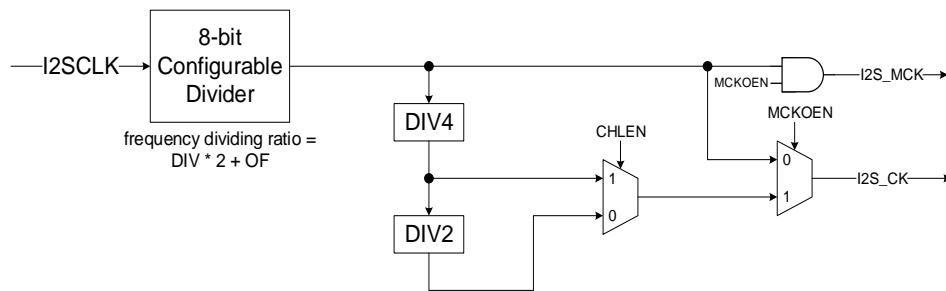 I2SCLK
8-bit
Configurable
Divider
frequency dividing ratio =
DIV * 2 + OF
DIV4
DIV2
CHLEN
1
0
MCKOEN
I2S_MCK
MCKOEN
0
1
I2S_CK